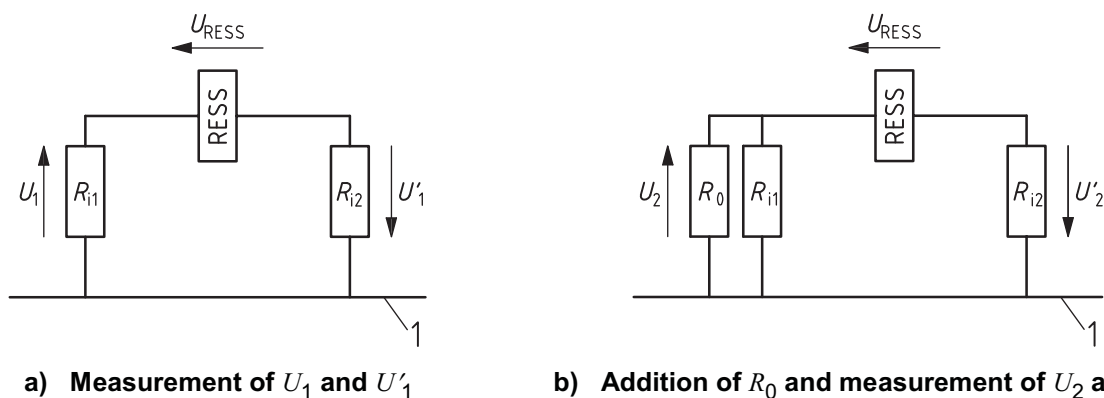 U_RESS
U_RESS
RESS
RESS
U_1
R_i1
R_i2
U'_1
U_2
R_0
R_i1
R_i2
U'_2
1
1
a) Measurement of U_1 and U'_1
b) Addition of R_0 and measurement of U_2 a